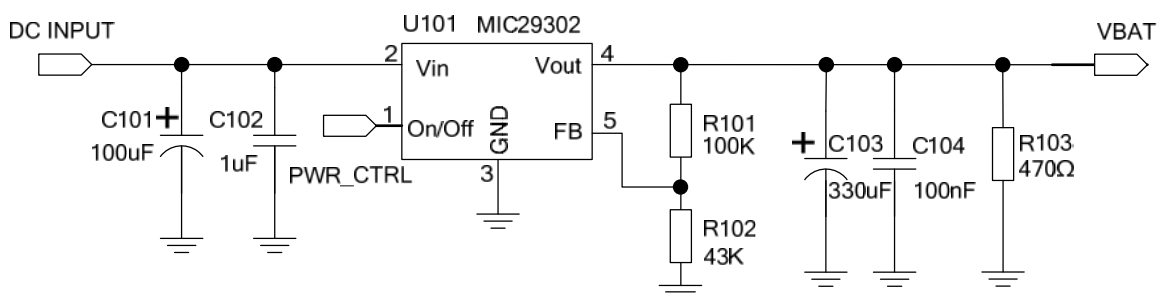 DC INPUT
U101 MIC29302
VBAT
2
Vin
Vout
4
C101
+
100uF
C102
1uF
1
On/Off
PWR_CTRL
GND
3
FB
5
R101
100K
R102
43K
+
C103
330uF
C104
100nF
R103
470Ω